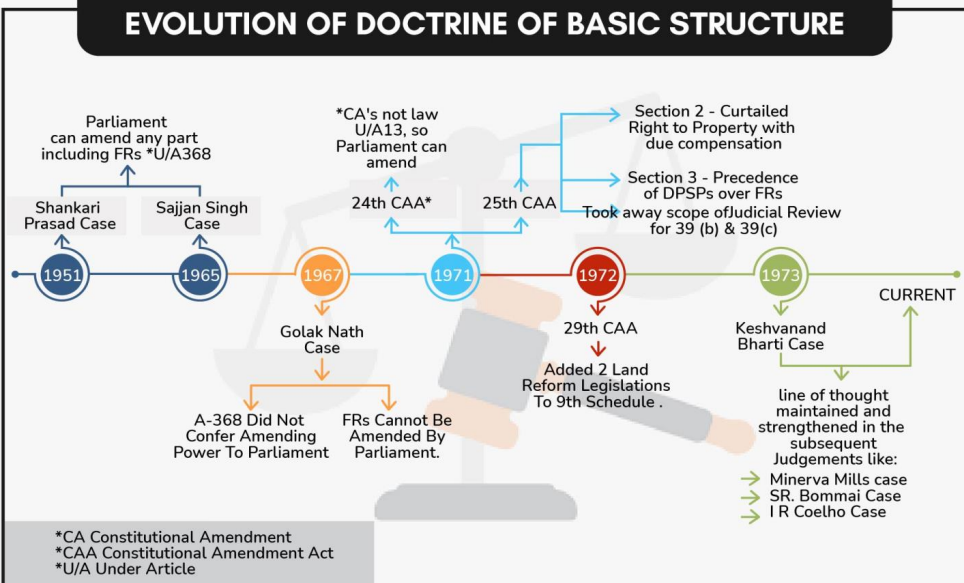 EVOLUTION OF DOCTRINE OF BASIC STRUCTURE
Parliament
can amend any part
including FRs *U/A368
Shankari
Prasad Case
Sajjan Singh
Case
*CA's not law
U/A13, so
Parliament can
amend
24th CAA*
25th CAA
Section 2 - Curtailed
Right to Property with
due compensation
Section 3 - Precedence
of DPSPs over FRs
Took away scope ofJudicial Review
for 39 (b) & 39(c)
1951
1965
1967
1971
1972
1973
CURRENT
Golak Nath
Case
A-368 Did Not
Confer Amending
Power To Parliament
FRs Cannot Be
Amended By
Parliament.
29th CAA
Added 2 Land
Reform Legislations
To 9th Schedule .
Keshvanand
Bharti Case
line of thought
maintained and
strengthened in the
subsequent
Judgements like:
Minerva Mills case
SR. Bommai Case
I R Coelho Case
*CA Constitutional Amendment
*CAA Constitutional Amendment Act
*U/A Under Article